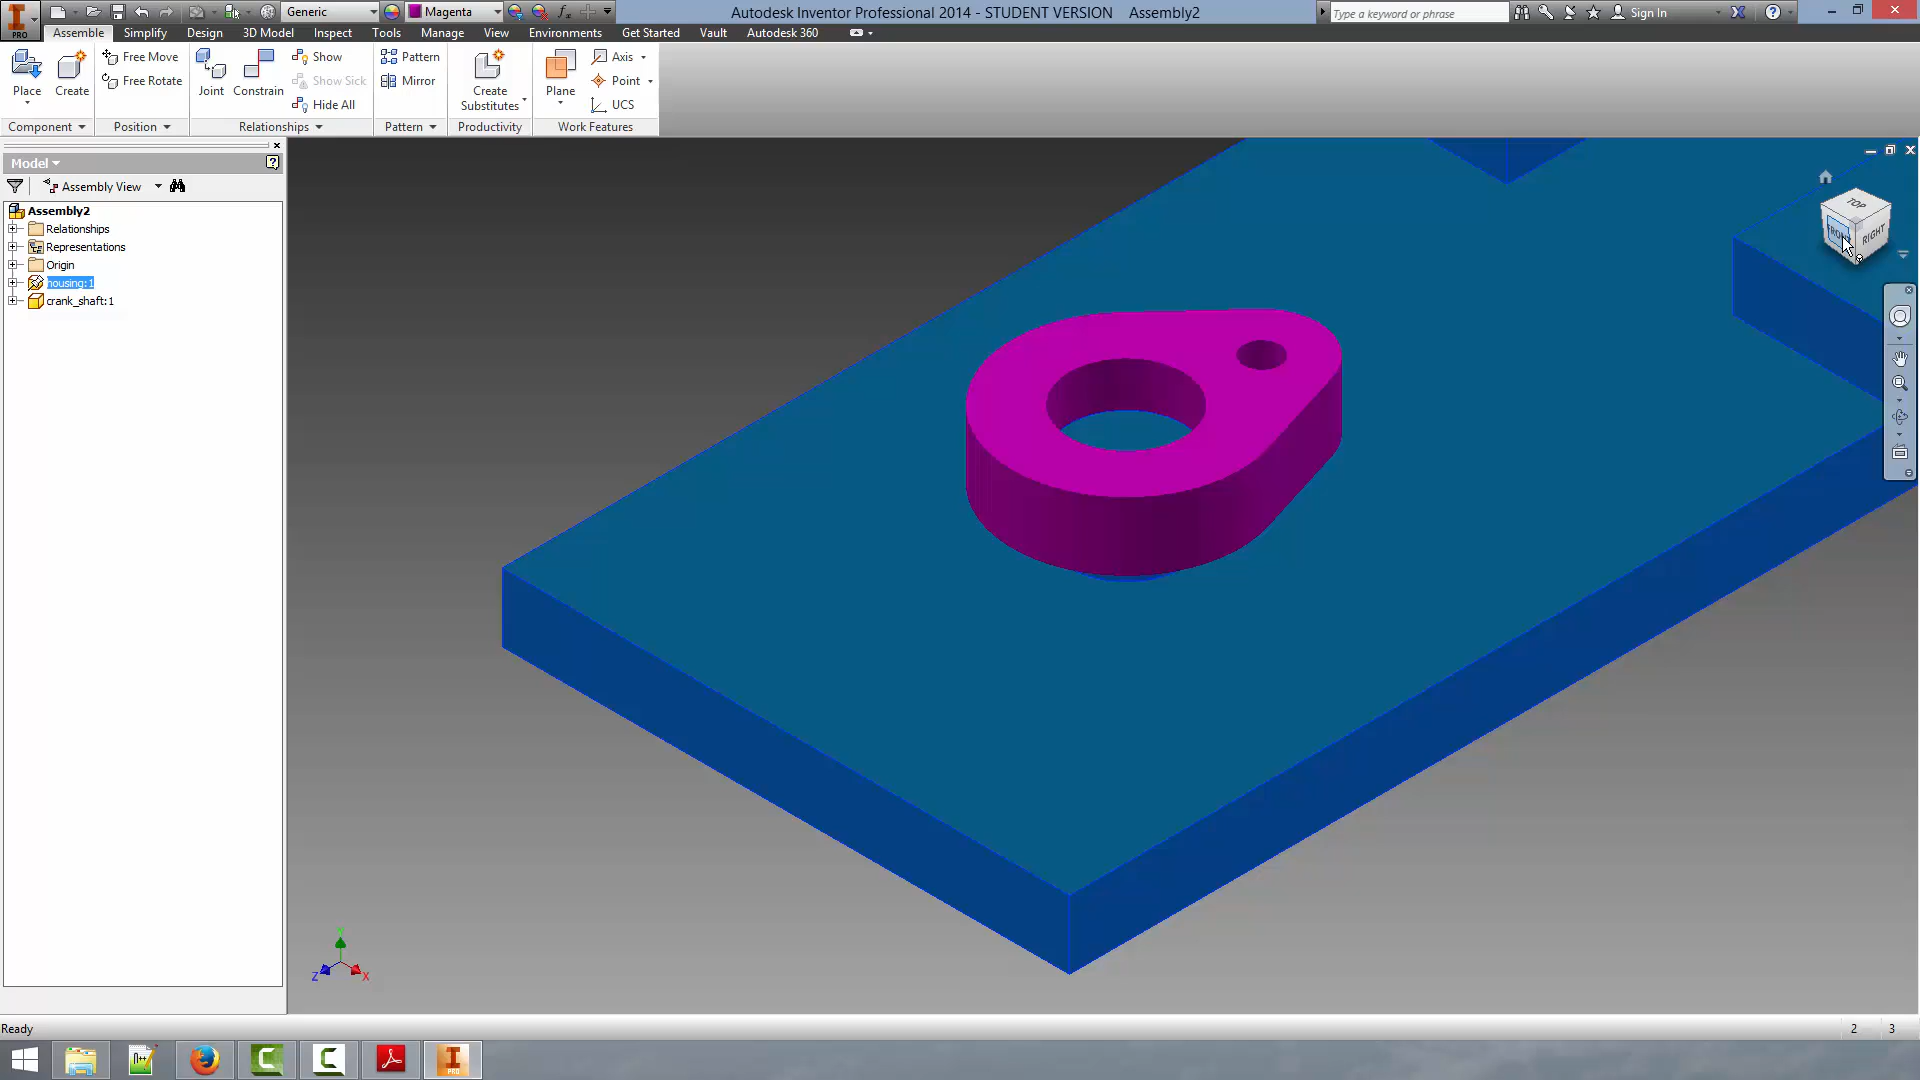 PRO
Generic
Magenta
Autodesk Inventor Professional 2014 - STUDENT VERSION Assembly2
Type a keyword or phrase
Sign In
Assemble Simplify Design 3D Model Inspect Tools Manage View Environments Get Started Vault Autodesk 360
Place
Create
Free Move
Free Rotate
Joint
Constrain
Show
Show Sick
Hide All
Pattern
Mirror
Create
Substitutes
Plane
Axis
Point
UCS
Component
Position
Relationships
Pattern
Productivity
Work Features
Model
Assembly View
Assembly2
Relationships
Representations
Origin
housing:1
crank_shaft:1
TOP
FRONT
RIGHT
Y
Z
X
Ready
2 3
PRO